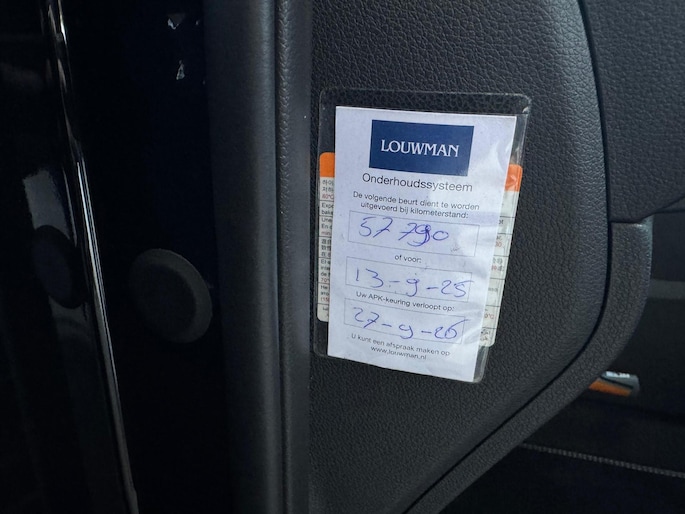 LOUWMAN
Onderhoudssysteem
De volgende beurt dient te worden
uitgevoerd bij kilometerstand:
57 790
of voor:
13-9-25
Uw APK-keuring verloopt op:
27-9-26
U kunt een afspraak maken op
www.louwman.nl